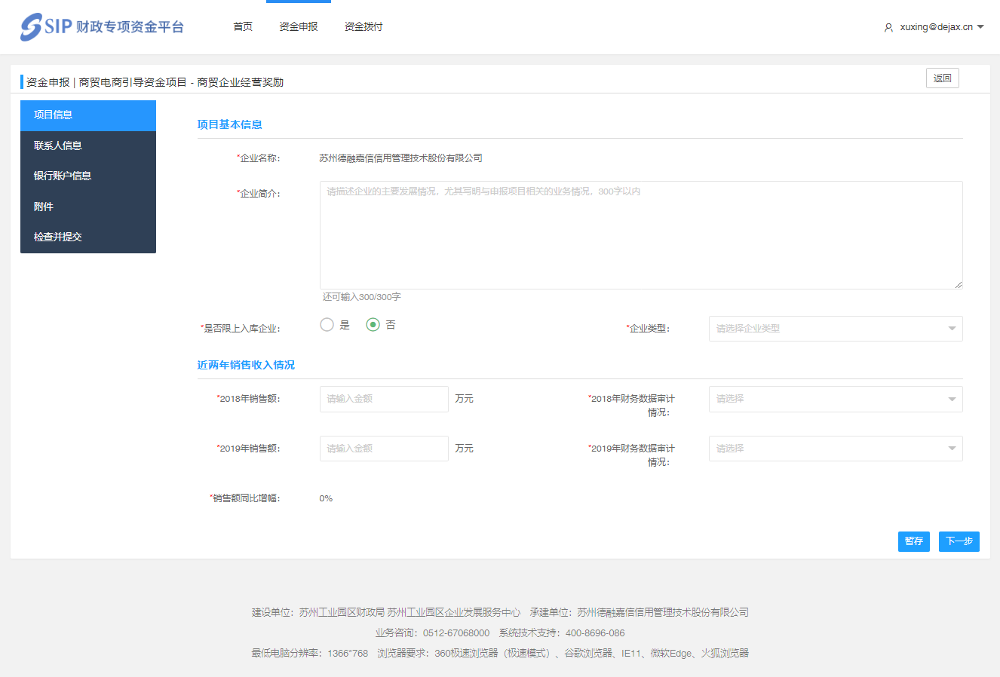 SIP 财政专项资金平台
首页 资金申报 资金拨付
xuxing@dejax.cn
资金申报 | 商贸电商引导资金项目 - 商贸企业经营奖励
返回
项目信息
联系人信息
银行账户信息
附件
检查并提交
项目基本信息
*企业名称： 苏州德融嘉信信用管理技术股份有限公司
*企业简介： 请描述企业的主要发展情况，尤其写明与申报项目相关的业务情况，300字以内
还可输入300/300字
*是否限上入库企业： 是 否 *企业类型： 请选择企业类型
近两年销售收入情况
*2018年销售额： 请输入金额 万元 *2018年财务数据审计 请选择
情况：
*2019年销售额： 请输入金额 万元 *2019年财务数据审计 请选择
情况：
*销售额同比增幅： 0%
暂存 下一步
建设单位：苏州工业园区财政局 苏州工业园区企业发展服务中心 承建单位：苏州德融嘉信信用管理技术股份有限公司
业务咨询：0512-67068000 系统技术支持：400-8696-086
最低电脑分辨率：1366*768 浏览器要求：360极速浏览器（极速模式）、谷歌浏览器、IE11、微软Edge、火狐浏览器